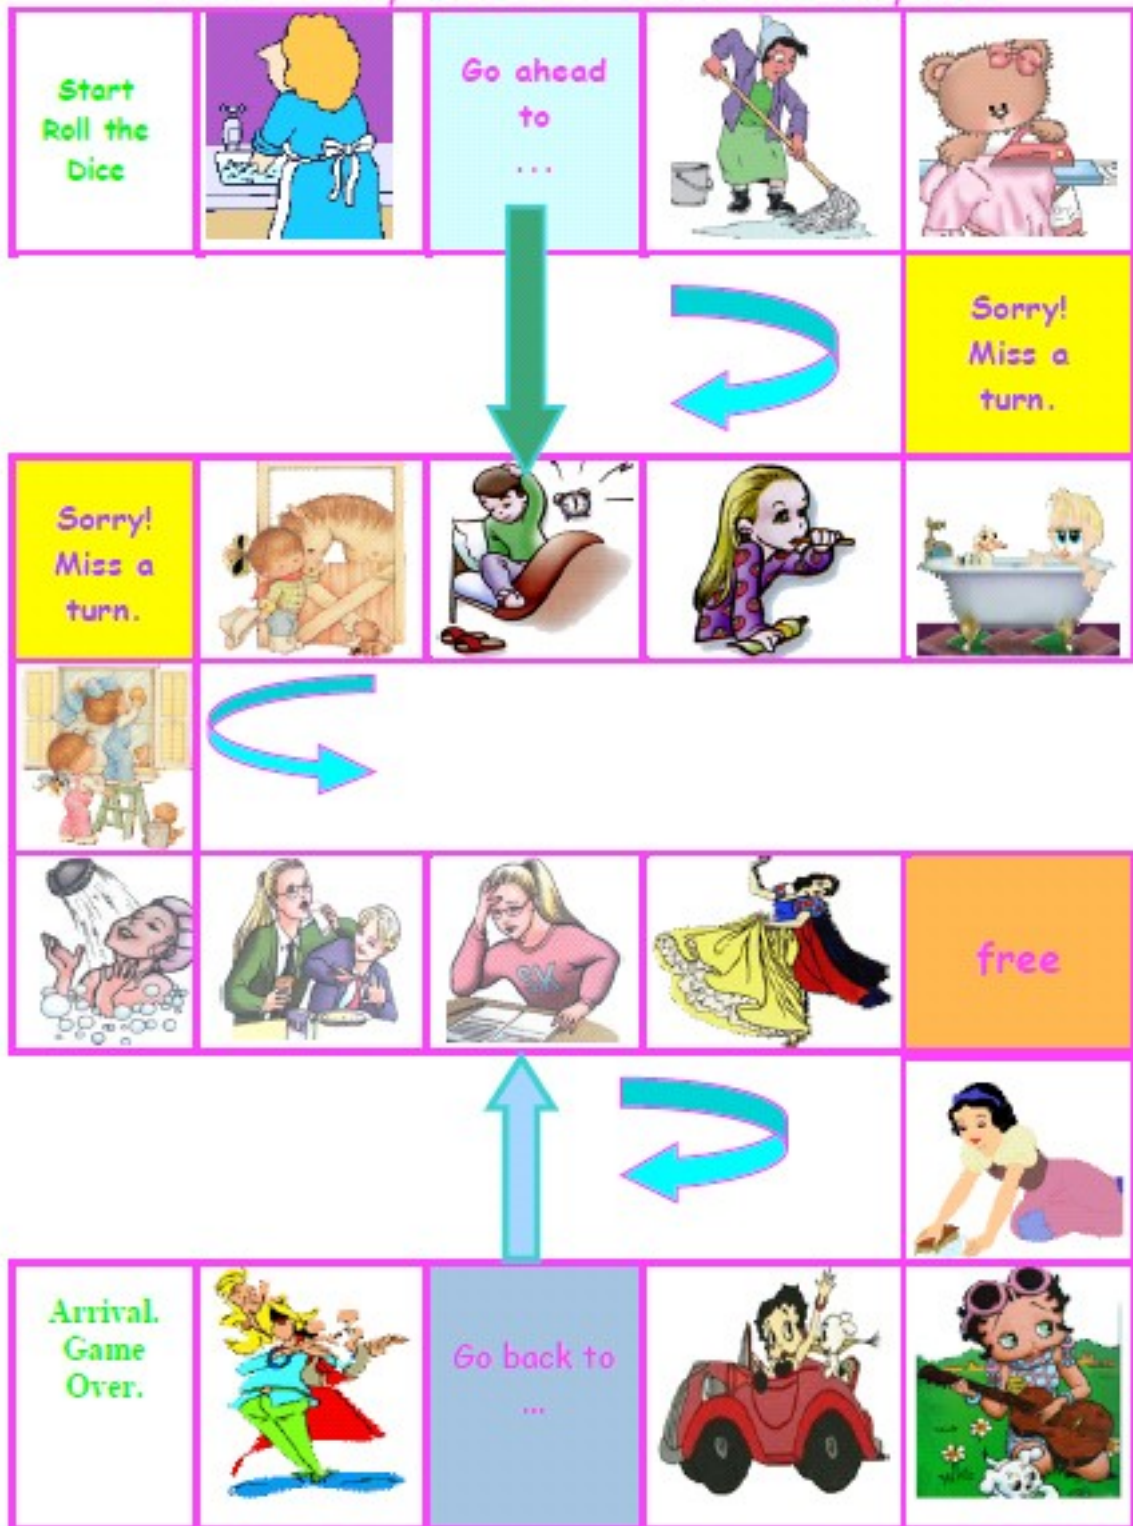 Start
Roll the
Dice
Go ahead
to
...
Sorry!
Miss a
turn.
Sorry!
Miss a
turn.
free
Arrival.
Game
Over.
Go back to
...